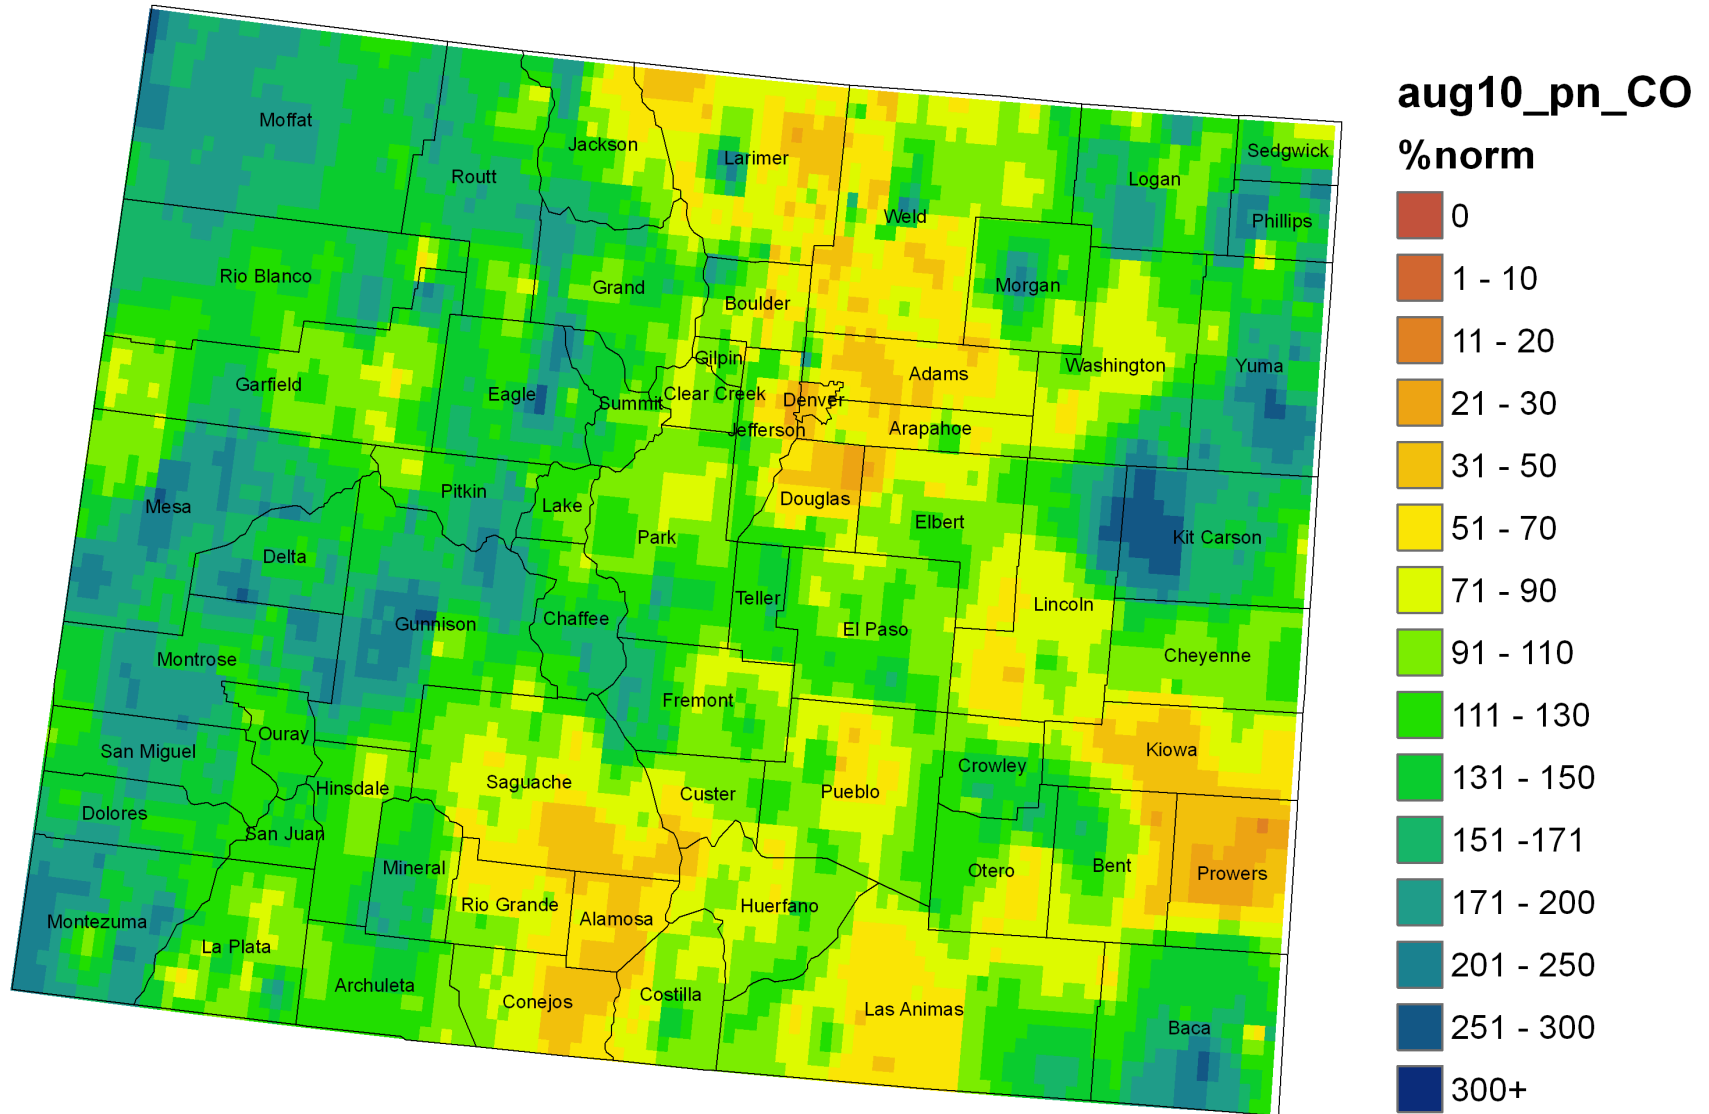 aug10_pn_CO
%norm
0
1 - 10
11 - 20
21 - 30
31 - 50
51 - 70
71 - 90
91 - 110
111 - 130
131 - 150
151 -171
171 - 200
201 - 250
251 - 300
300+
Moffat
Routt
Jackson
Larimer
Weld
Logan
Sedgwick
Phillips
Rio Blanco
Grand
Boulder
Morgan
Washington
Yuma
Garfield
Eagle
Summit
Gilpin
Clear Creek
Denver
Adams
Jefferson
Arapahoe
Mesa
Pitkin
Lake
Park
Douglas
Elbert
Kit Carson
Delta
Gunnison
Chaffee
Teller
El Paso
Lincoln
Cheyenne
Montrose
Fremont
San Miguel
Ouray
Hinsdale
Saguache
Custer
Pueblo
Crowley
Kiowa
Dolores
San Juan
Mineral
Otero
Bent
Prowers
Montezuma
La Plata
Rio Grande
Alamosa
Huerfano
Archuleta
Conejos
Costilla
Las Animas
Baca